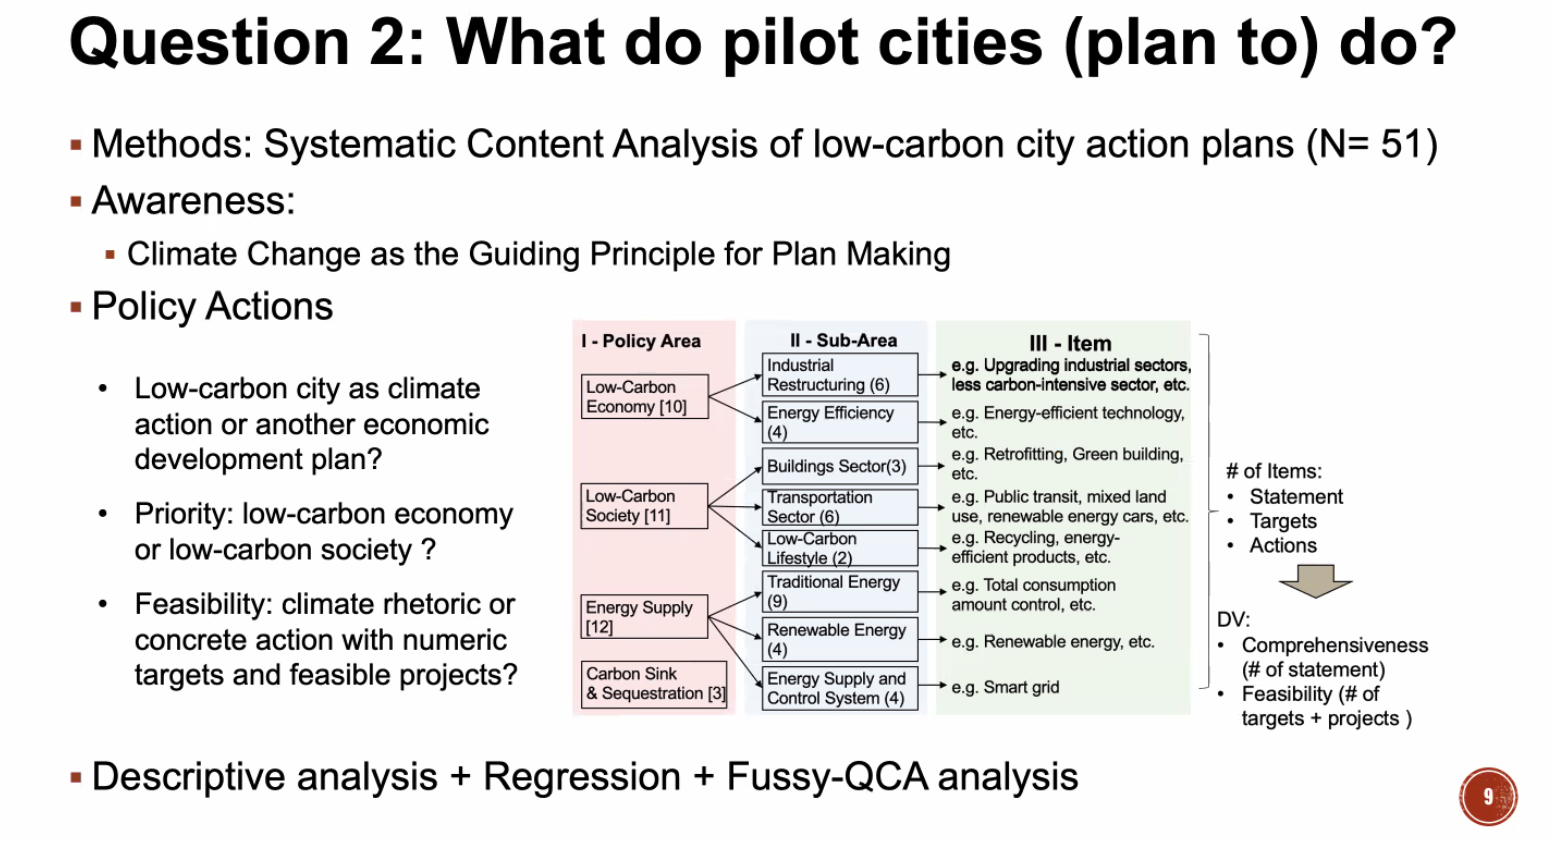 Question 2: What do pilot cities (plan to) do?
▪ Methods: Systematic Content Analysis of low-carbon city action plans (N= 51)
▪ Awareness:
▪ Climate Change as the Guiding Principle for Plan Making
▪ Policy Actions
• Low-carbon city as climate
action or another economic
development plan?
• Priority: low-carbon economy
or low-carbon society ?
• Feasibility: climate rhetoric or
concrete action with numeric
targets and feasible projects?
I - Policy Area
Low-Carbon
Economy [10]
Low-Carbon
Society [11]
Energy Supply
[12]
Carbon Sink
& Sequestration [3]
II - Sub-Area
Industrial
Restructuring (6)
Energy Efficiency
(4)
Buildings Sector(3)
Transportation
Sector (6)
Low-Carbon
Lifestyle (2)
Traditional Energy
(9)
Renewable Energy
(4)
Energy Supply and
Control System (4)
III - Item
e.g. Upgrading industrial sectors,
less carbon-intensive sector, etc.
e.g. Energy-efficient technology,
etc.
e.g. Retrofitting, Green building,
etc.
e.g. Public transit, mixed land
use, renewable energy cars, etc.
e.g. Recycling, energy-
efficient products, etc.
e.g. Total consumption
amount control, etc.
e.g. Renewable energy, etc.
e.g. Smart grid
# of Items:
• Statement
• Targets
• Actions
DV:
• Comprehensiveness
(# of statement)
• Feasibility (# of
targets + projects )
▪ Descriptive analysis + Regression + Fussy-QCA analysis
9